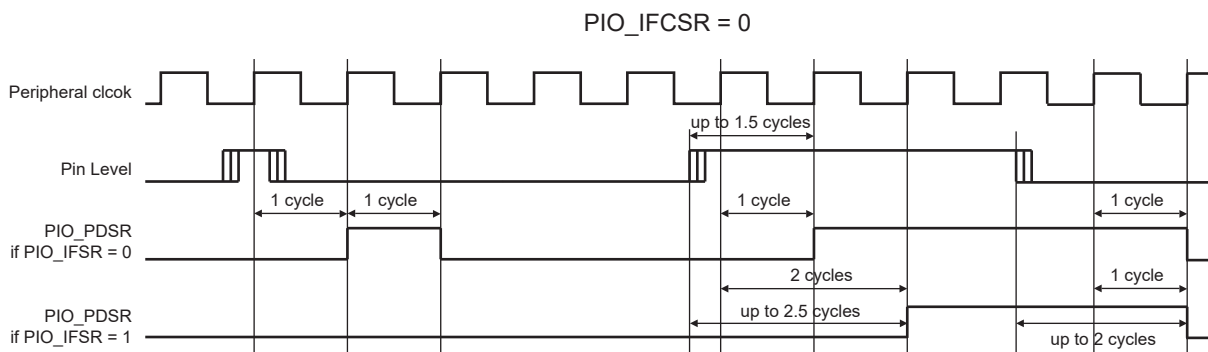 PIO_IFCSR = 0
Peripheral clcok
up to 1.5 cycles
Pin Level
1 cycle
1 cycle
1 cycle
1 cycle
PIO_PDSR
if PIO_IFSR = 0
2 cycles
1 cycle
PIO_PDSR
if PIO_IFSR = 1
up to 2.5 cycles
up to 2 cycles